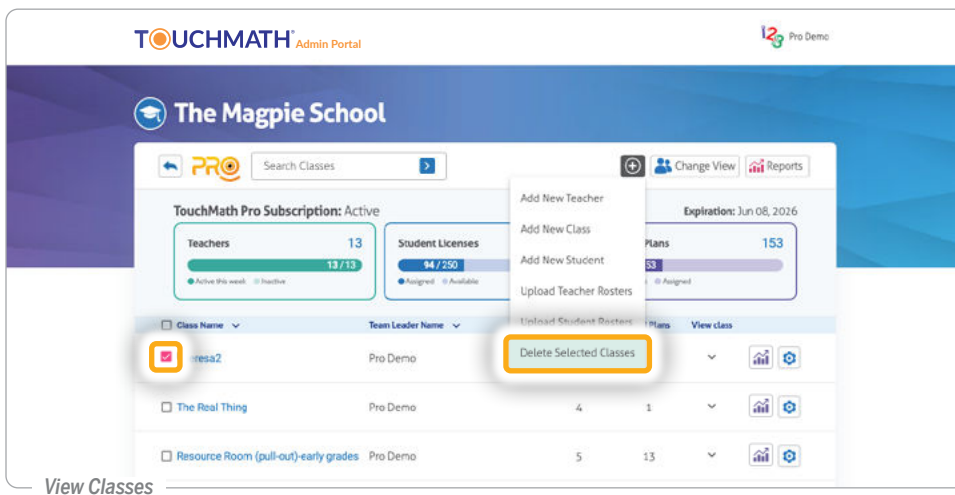 TOUCHMATH Admin Portal
123 Pro Demo
The Magpie School
PRO Search Classes Change View Reports
TouchMath Pro Subscription: Active Expiration: Jun 08, 2026
Teachers 13
13 / 13
Active this week Inactive
Student Licenses
94 / 250
Assigned Available
Plans 153
53
Assigned
Add New Teacher
Add New Class
Add New Student
Upload Teacher Rosters
Upload Student Rosters
Delete Selected Classes
Class Name Team Leader Name Plans View class
resa2 Pro Demo
The Real Thing Pro Demo 4 1
Resource Room (pull-out)-early grades Pro Demo 5 13
View Classes